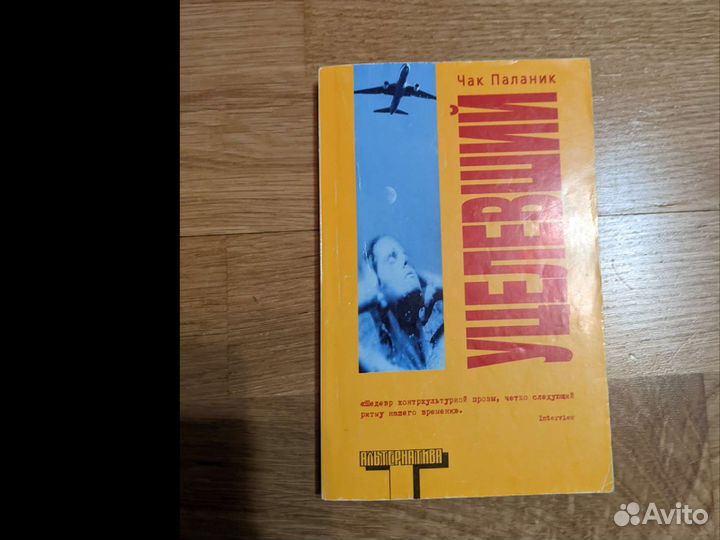 Чак Паланик
УЦЕЛЕВШИЙ
«Шедевр контркультурной прозы, четко следующий
ритму нашего времени».
Interview
АЛЬТЕРНАТИВА
Avito